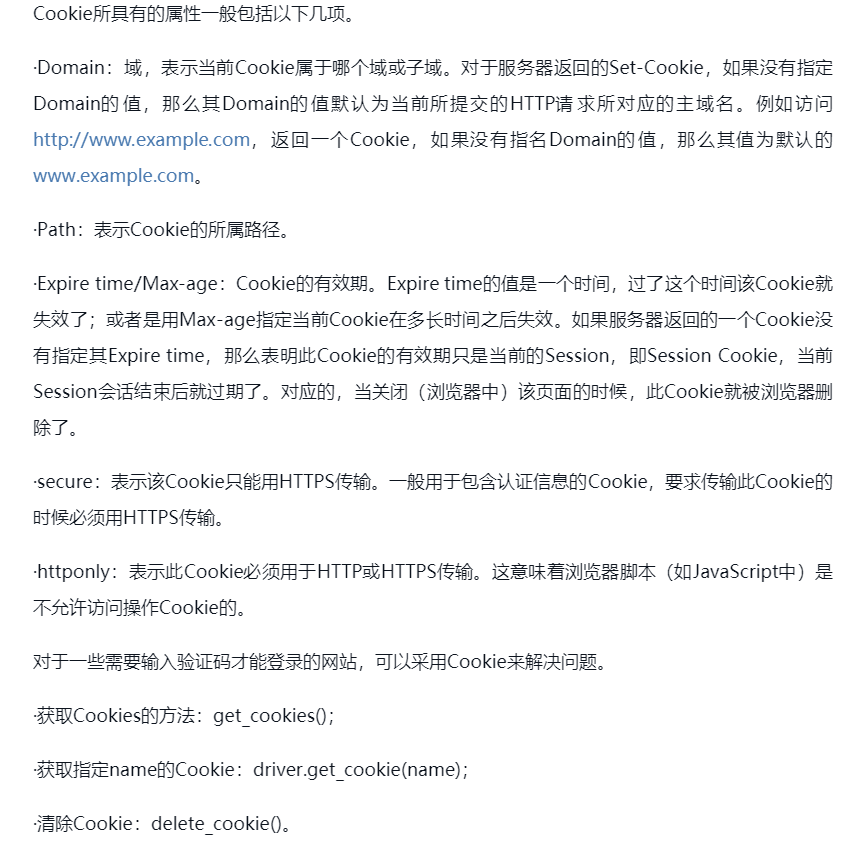 Cookie所具有的属性一般包括以下几项。
·Domain：域，表示当前Cookie属于哪个域或子域。对于服务器返回的Set-Cookie，如果没有指定
Domain的值，那么其Domain的值默认为当前所提交的HTTP请求所对应的主域名。例如访问
http://www.example.com，返回一个Cookie，如果没有指名Domain的值，那么其值为默认的
www.example.com。
·Path：表示Cookie的所属路径。
·Expire time/Max-age：Cookie的有效期。Expire time的值是一个时间，过了这个时间该Cookie就
失效了；或者是用Max-age指定当前Cookie在多长时间之后失效。如果服务器返回的一个Cookie没
有指定其Expire time，那么表明此Cookie的有效期只是当前的Session，即Session Cookie，当前
Session会话结束后就过期了。对应的，当关闭（浏览器中）该页面的时候，此Cookie就被浏览器删
除了。
·secure：表示该Cookie只能用HTTPS传输。一般用于包含认证信息的Cookie，要求传输此Cookie的
时候必须用HTTPS传输。
·httponly：表示此Cookie必须用于HTTP或HTTPS传输。这意味着浏览器脚本（如JavaScript中）是
不允许访问操作Cookie的。
对于一些需要输入验证码才能登录的网站，可以采用Cookie来解决问题。
·获取Cookies的方法：get_cookies()；
·获取指定name的Cookie：driver.get_cookie(name)；
·清除Cookie：delete_cookie()。